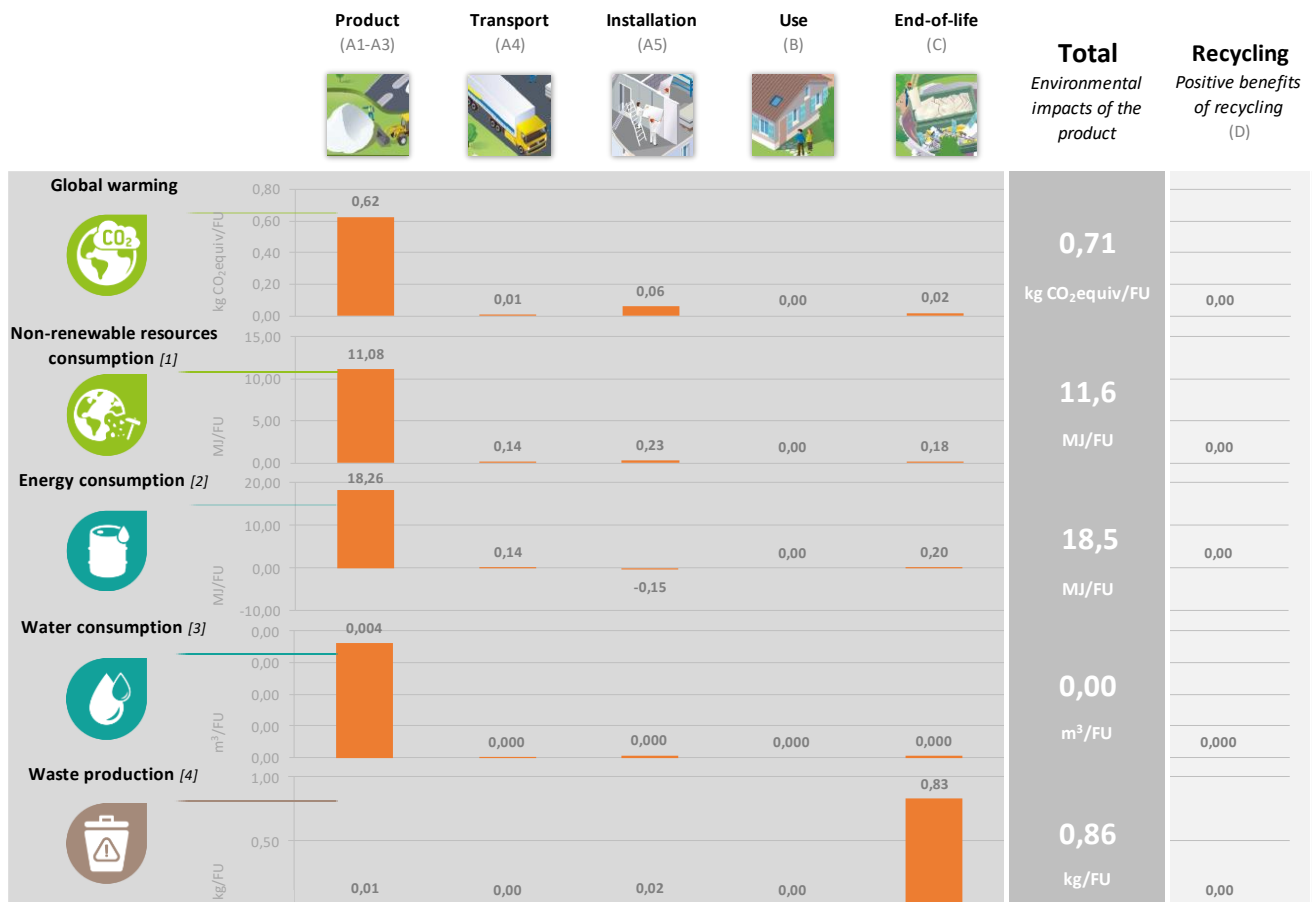 Product
(A1-A3)
Transport
(A4)
Installation
(A5)
Use
(B)
End-of-life
(C)
Total
Environmental
impacts of the
product
Recycling
Positive benefits
of recycling
(D)
Global warming
CO2
kg CO2equiv/FU
0,80
0,60
0,40
0,20
0,00
0,62
0,01
0,06
0,00
0,02
0,71
kg CO2equiv/FU
0,00
Non-renewable resources
consumption [1]
MJ/FU
15,00
10,00
5,00
0,00
11,08
0,14
0,23
0,00
0,18
11,6
MJ/FU
0,00
Energy consumption [2]
MJ/FU
20,00
10,00
0,00
-10,00
18,26
0,14
-0,15
0,00
0,20
18,5
MJ/FU
0,00
Water consumption [3]
m3/FU
0,00
0,00
0,00
0,00
0,00
0,004
0,000
0,000
0,000
0,000
0,00
m3/FU
0,000
Waste production [4]
kg/FU
1,00
0,50
0,01
0,00
0,02
0,00
0,83
0,86
kg/FU
0,00